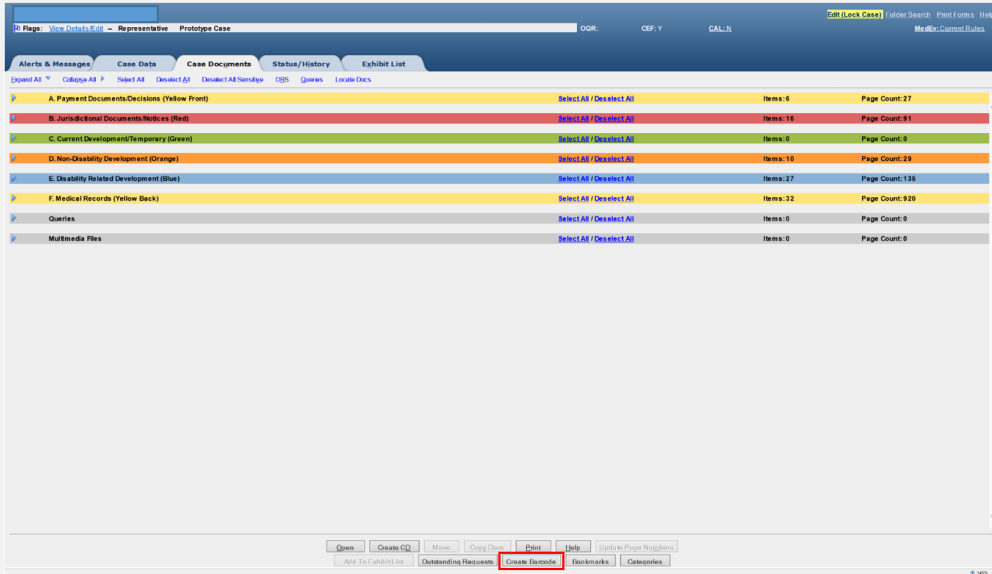 Edit (Lock Case) Folder Search Print Forms Help
Flags: View Details/Edit – Representative Prototype Case OQR: CEF: Y CAL: N MedEv: Current Rules
Alerts & Messages Case Data Case Documents Status/History Exhibit List
Expand All Collapse All Select All Deselect All Deselect All Sensitive OBS Queries Locate Docs
A. Payment Documents/Decisions (Yellow Front) Select All / Deselect All Items: 6 Page Count: 27
B. Jurisdictional Documents/Notices (Red) Select All / Deselect All Items: 16 Page Count: 91
C. Current Development/Temporary (Green) Select All / Deselect All Items: 0 Page Count: 0
D. Non-Disability Development (Orange) Select All / Deselect All Items: 10 Page Count: 29
E. Disability Related Development (Blue) Select All / Deselect All Items: 27 Page Count: 135
F. Medical Records (Yellow Back) Select All / Deselect All Items: 32 Page Count: 920
Queries Select All / Deselect All Items: 0 Page Count: 0
Multimedia Files Select All / Deselect All Items: 0 Page Count: 0
Open Create CD Move Copy Docs Print Help Update Page Numbers
Add To Exhibit List Outstanding Requests Create Barcode Bookmarks Categories